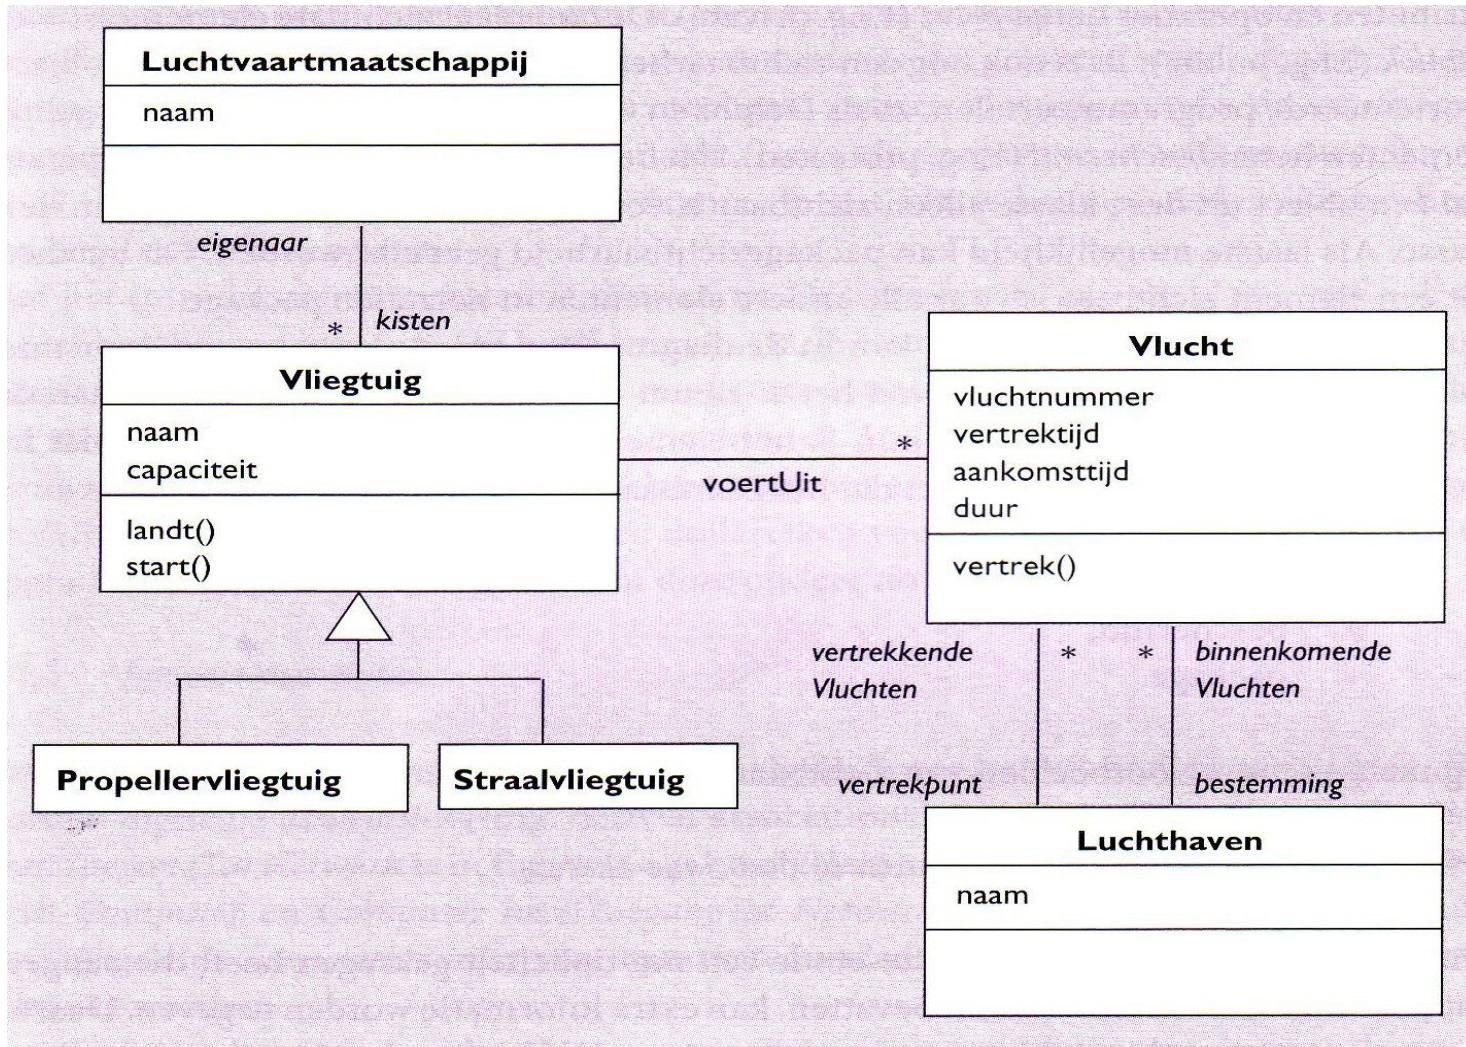 Luchtvaartmaatschappij
naam
eigenaar
* kisten
Vliegtuig
naam
capaciteit
landt()
start()
*
voertUit
Vlucht
vluchtnummer
vertrektijd
aankomsttijd
duur
vertrek()
vertrekkende * * binnenkomende
Vluchten Vluchten
Propellervliegtuig
Straalvliegtuig
vertrekpunt bestemming
Luchthaven
naam